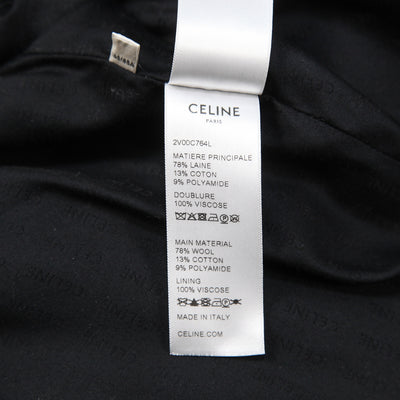 CELINE
PARIS
2V00C764L
MATIERE PRINCIPALE
78% LAINE
13% COTON
9% POLYAMIDE
DOUBLURE
100% VISCOSE
MAIN MATERIAL
78% WOOL
13% COTTON
9% POLYAMIDE
LINING
100% VISCOSE
MADE IN ITALY
CELINE.COM